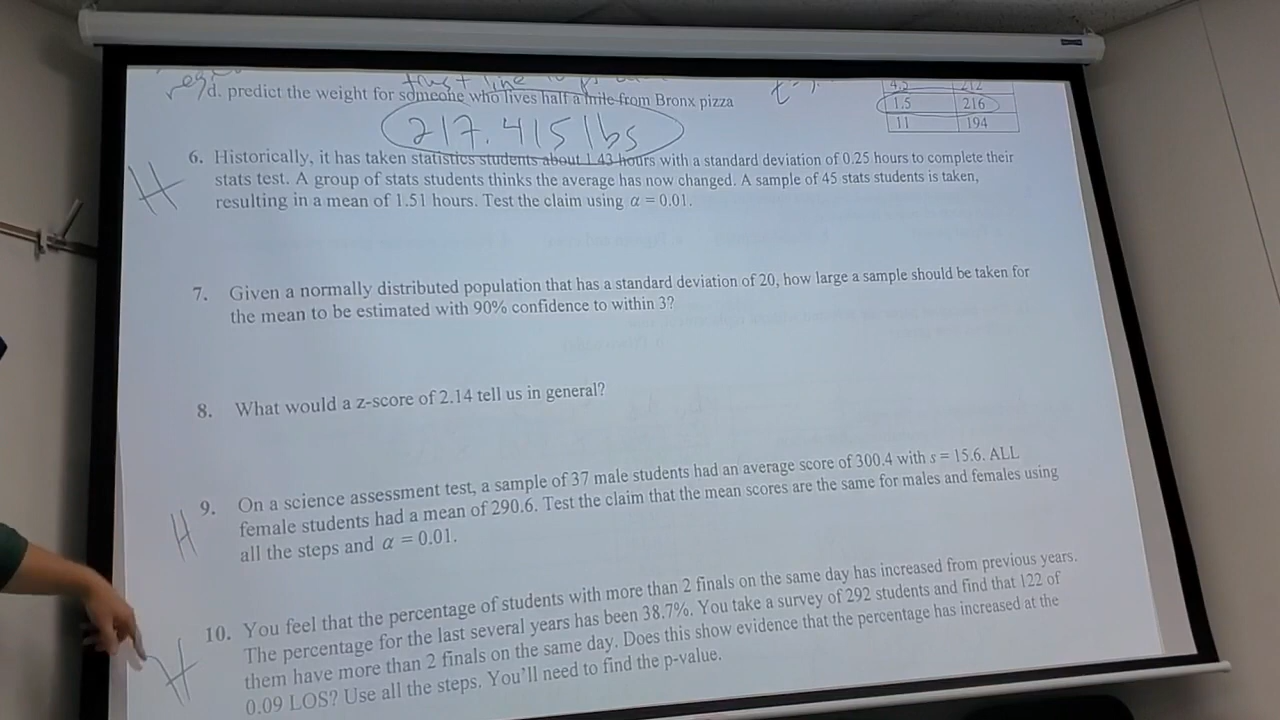 d. predict the weight for someone who lives half a mile from Bronx pizza
4.5 212
1.5 216
11 194
217.415 lbs
H
6. Historically, it has taken statistics students about 1.43 hours with a standard deviation of 0.25 hours to complete their
stats test. A group of stats students thinks the average has now changed. A sample of 45 stats students is taken,
resulting in a mean of 1.51 hours. Test the claim using α = 0.01.
7. Given a normally distributed population that has a standard deviation of 20, how large a sample should be taken for
the mean to be estimated with 90% confidence to within 3?
8. What would a z-score of 2.14 tell us in general?
H
9. On a science assessment test, a sample of 37 male students had an average score of 300.4 with s = 15.6. ALL
female students had a mean of 290.6. Test the claim that the mean scores are the same for males and females using
all the steps and α = 0.01.
H
10. You feel that the percentage of students with more than 2 finals on the same day has increased from previous years.
The percentage for the last several years has been 38.7%. You take a survey of 292 students and find that 122 of
them have more than 2 finals on the same day. Does this show evidence that the percentage has increased at the
0.09 LOS? Use all the steps. You'll need to find the p-value.